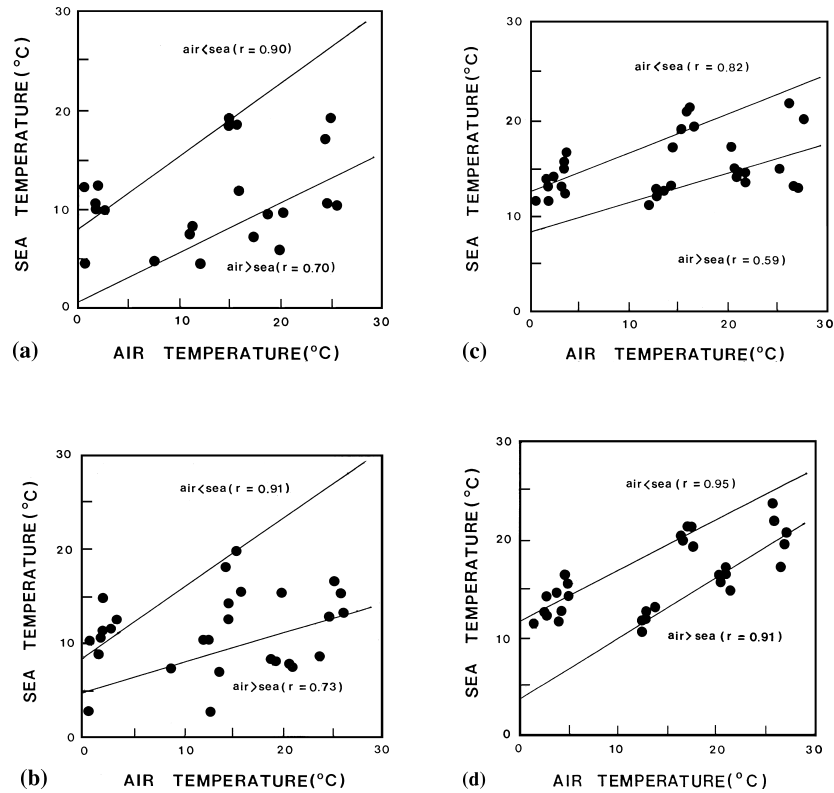 30
20
10
0
0
10
20
30
SEA TEMPERATURE(°C)
air<sea(r=0.90)
air>sea(r=0.70)
(a)
AIR TEMPERATURE(°C)
30
20
10
0
0
10
20
30
SEA TEMPERATURE(°C)
air<sea(r=0.82)
air>sea(r=0.59)
(c)
AIR TEMPERATURE(°C)
30
20
10
0
0
10
20
30
SEA TEMPERATURE(°C)
air<sea(r=0.91)
air>sea(r=0.73)
(b)
AIR TEMPERATURE(°C)
30
20
10
0
0
10
20
30
SEA TEMPERATURE(°C)
air<sea(r=0.95)
air>sea(r=0.91)
(d)
AIR TEMPERATURE(°C)